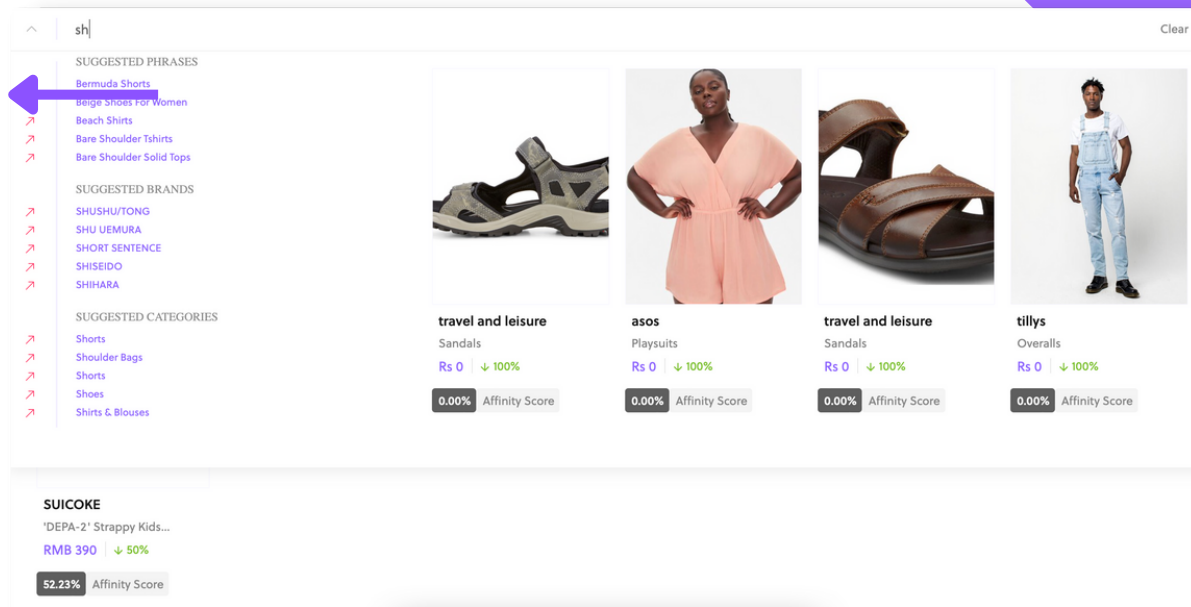 sh
Clear
SUGGESTED PHRASES
Bermuda Shorts
Beige Shoes For Women
Beach Shirts
Bare Shoulder Tshirts
Bare Shoulder Solid Tops
SUGGESTED BRANDS
SHUSHU/TONG
SHU UEMURA
SHORT SENTENCE
SHISEIDO
SHIHARA
SUGGESTED CATEGORIES
Shorts
Shoulder Bags
Shorts
Shoes
Shirts & Blouses
travel and leisure
Sandals
Rs 0 ↓ 100%
0.00% Affinity Score
asos
Playsuits
Rs 0 ↓ 100%
0.00% Affinity Score
travel and leisure
Sandals
Rs 0 ↓ 100%
0.00% Affinity Score
tillys
Overalls
Rs 0 ↓ 100%
0.00% Affinity Score
SUICOKE
'DEPA-2' Strappy Kids...
RMB 390 ↓ 50%
52.23% Affinity Score